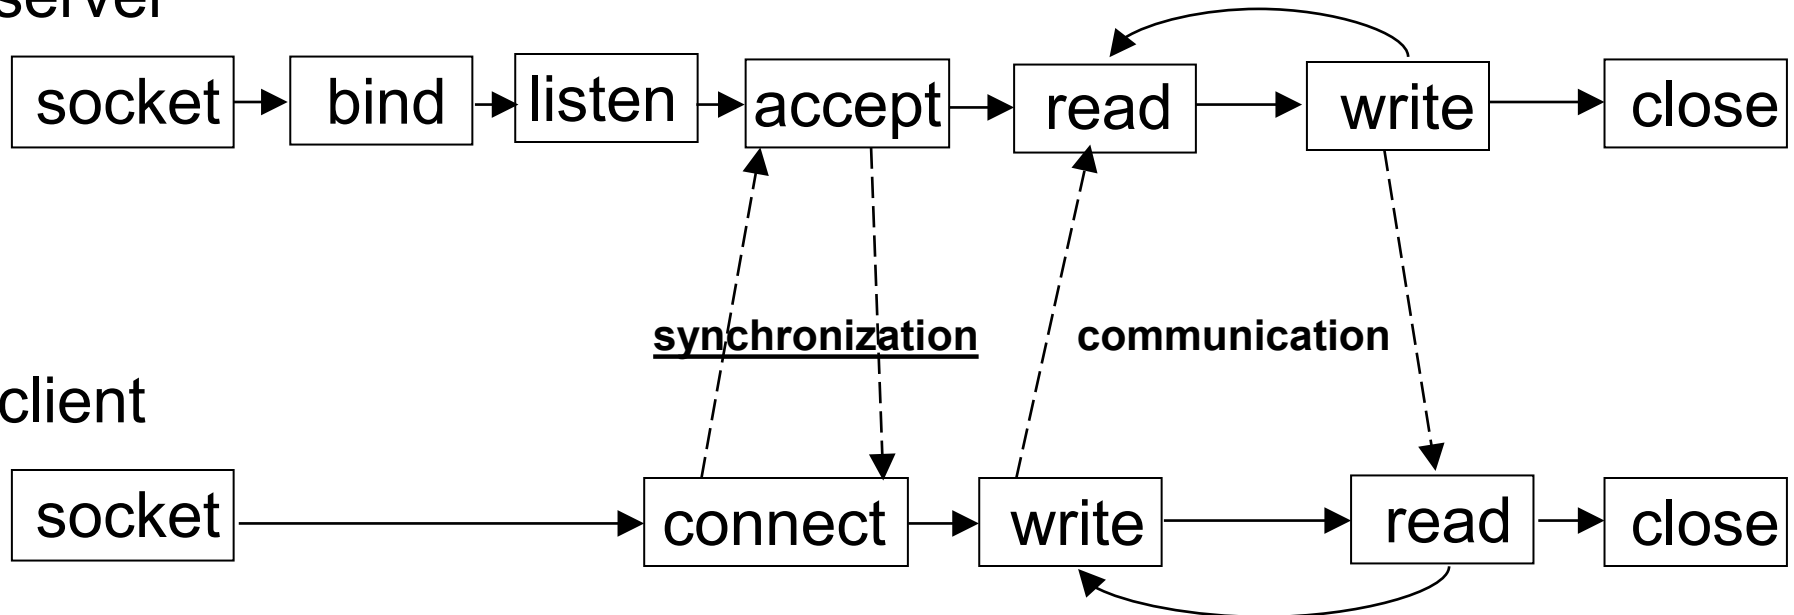 server
socket bind listen accept read write close
synchronization communication
client
socket connect write read close